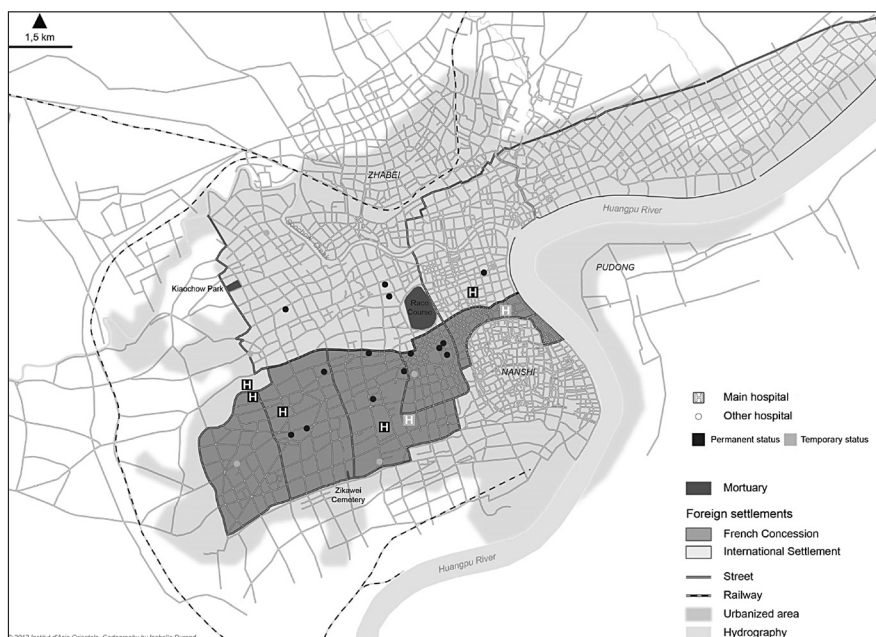 1,5 km
ZHABEI
Huangpu River
PUDONG
Kiaochow Park
Race
Course
NANSHI
H
H
H
H
H
H
H
Zikawei
Cemetery
Huangpu River
H Main hospital
Other hospital
Permanent status Temporary status
Mortuary
Foreign settlements
French Concession
International Settlement
Street
Railway
Urbanized area
Hydrography